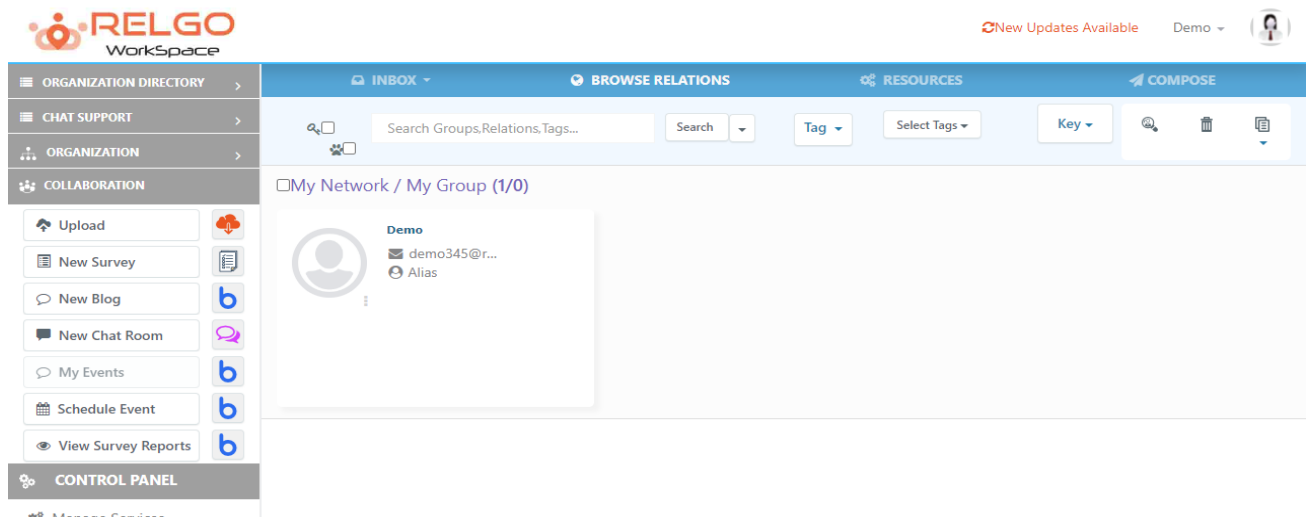 RELGO
WorkSpace
New Updates Available
Demo
ORGANIZATION DIRECTORY
CHAT SUPPORT
ORGANIZATION
COLLABORATION
Upload
New Survey
New Blog
New Chat Room
My Events
Schedule Event
View Survey Reports
CONTROL PANEL
Manage Services
INBOX
BROWSE RELATIONS
RESOURCES
COMPOSE
Search Groups,Relations,Tags...
Search
Tag
Select Tags
Key
My Network / My Group (1/0)
Demo
demo345@r...
Alias